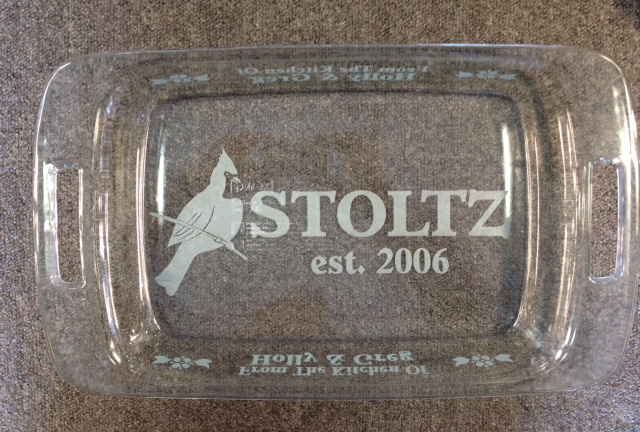 From The Kitchen Of
Holly & Greg
STOLTZ
est. 2006
Holly & Greg
From The Kitchen Of